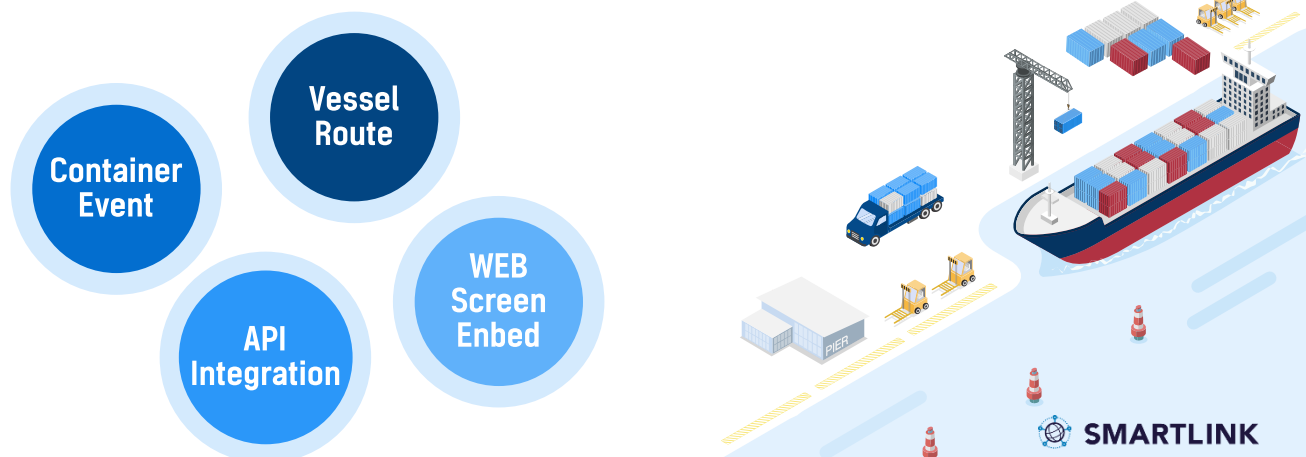 Vessel
Route
Container
Event
WEB
Screen
Enbed
API
Integration
PIER
SMARTLINK